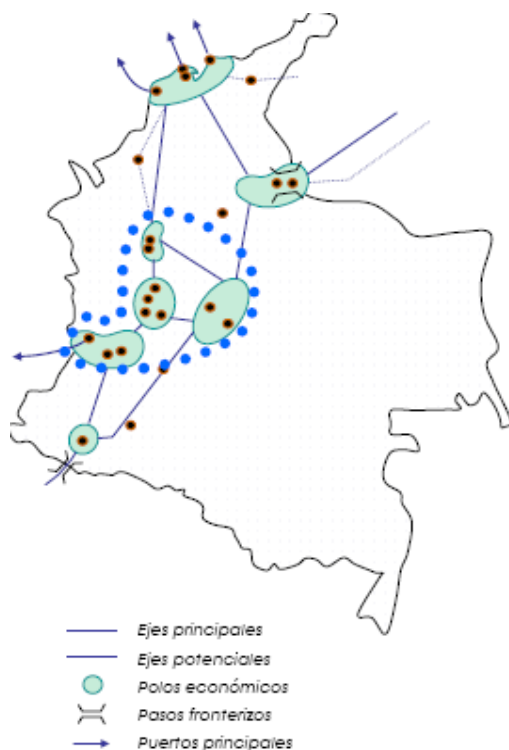 Ejes principales
Ejes potenciales
Polos económicos
Pasos fronterizos
Puertos principales